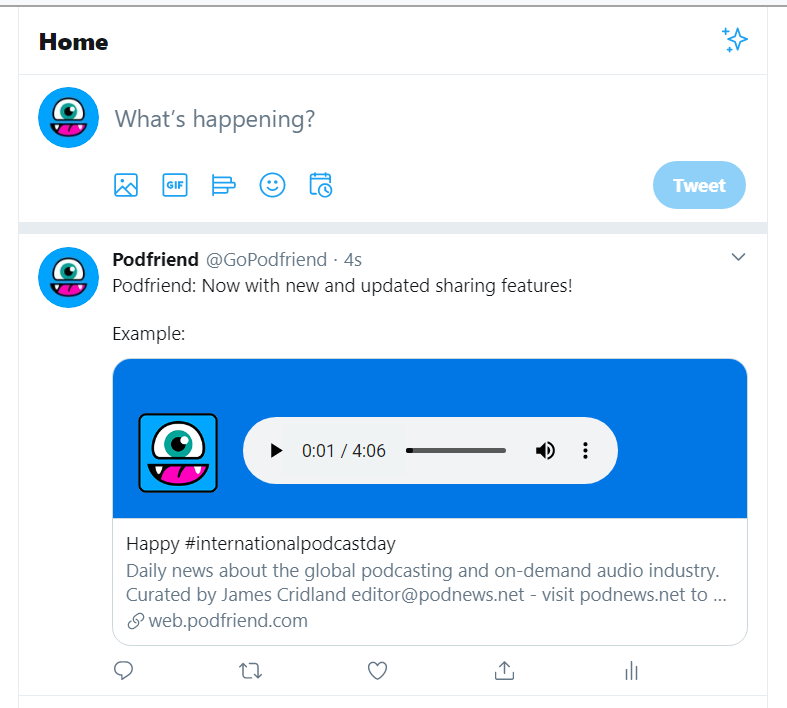 Home
What's happening?
GIF
Tweet
Podfriend @GoPodfriend · 4s
Podfriend: Now with new and updated sharing features!
Example:
0:01 / 4:06
Happy #internationalpodcastday
Daily news about the global podcasting and on-demand audio industry.
Curated by James Cridland editor@podnews.net - visit podnews.net to ...
web.podfriend.com